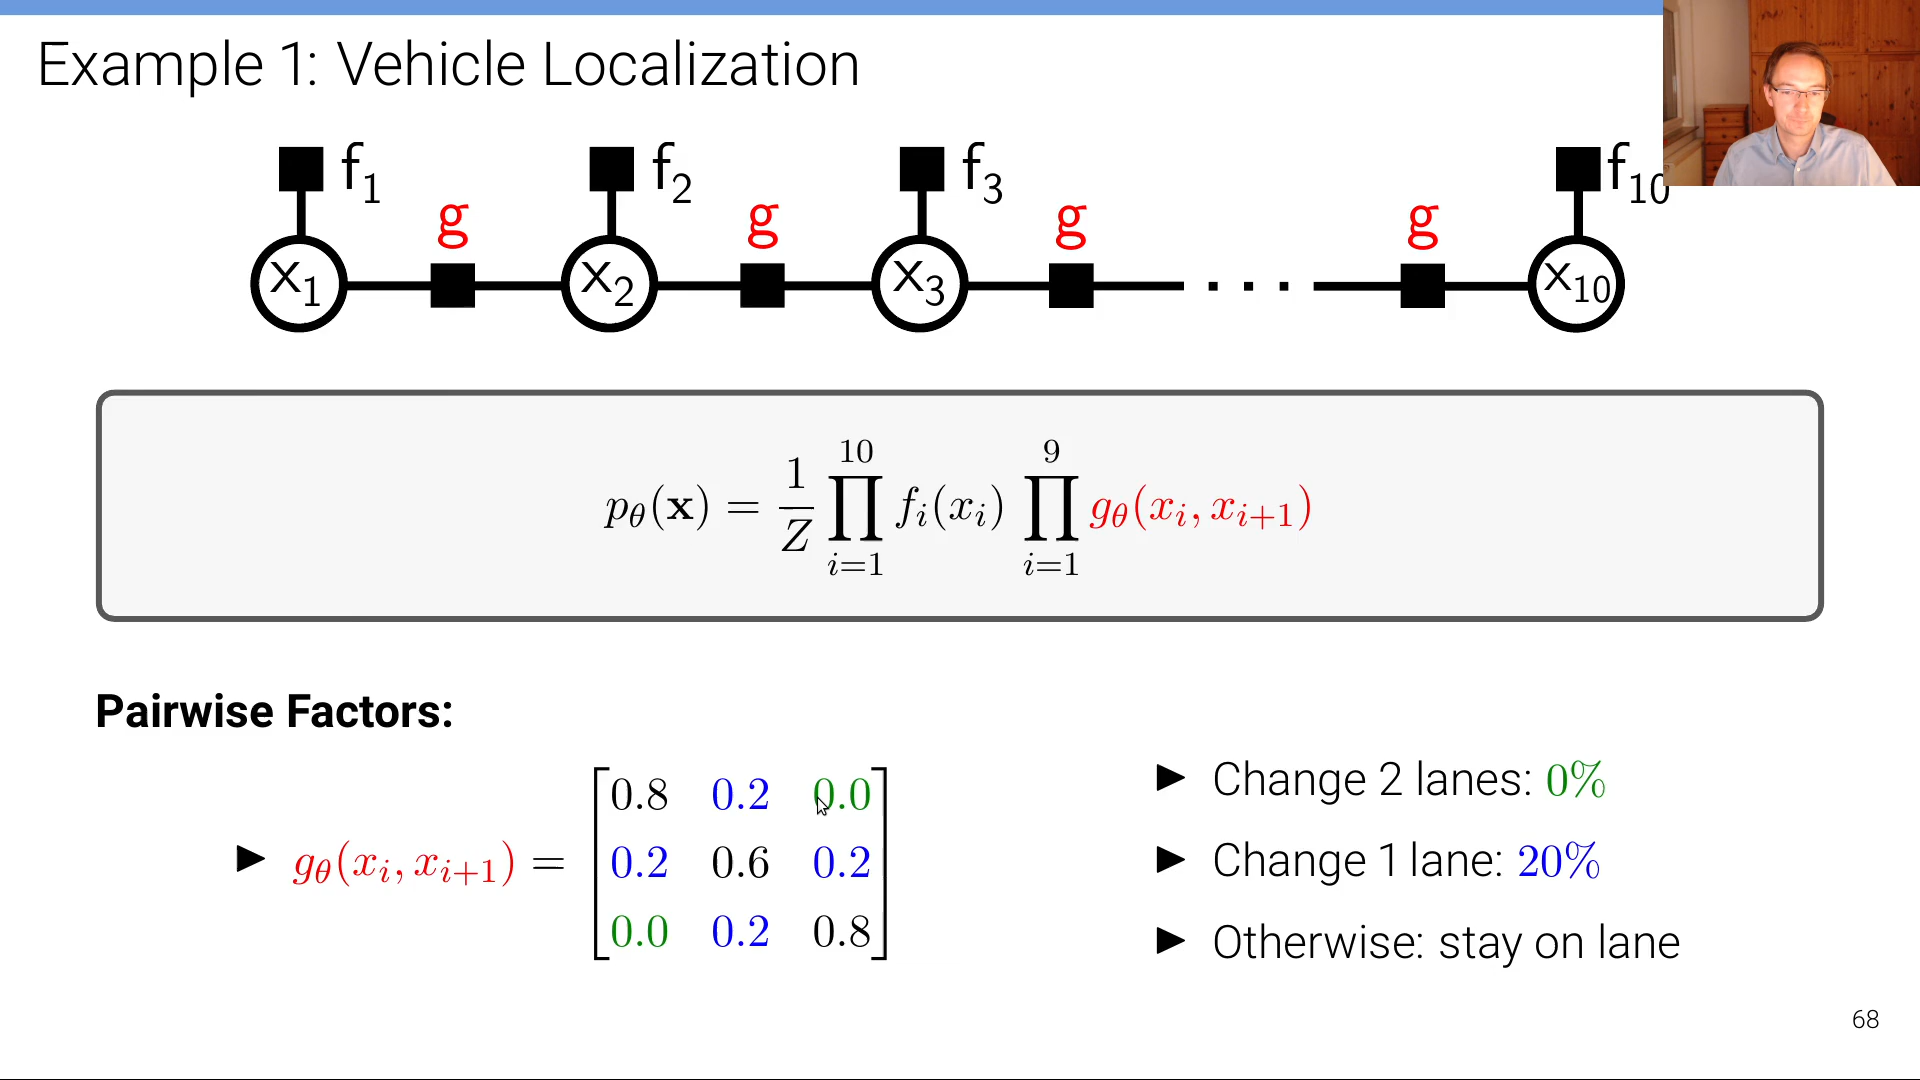 Example 1: Vehicle Localization
f₁ f₂ f₃ f₁₀
g g g g
x₁ x₂ x₃ · · · x₁₀
p_θ(x) = 1/Z ∏_{i=1}^{10} f_i(x_i) ∏_{i=1}^{9} g_θ(x_i, x_{i+1})
Pairwise Factors:
► g_θ(x_i, x_{i+1}) = [0.8 0.2 0.0
0.2 0.6 0.2
0.0 0.2 0.8]
► Change 2 lanes: 0%
► Change 1 lane: 20%
► Otherwise: stay on lane
68